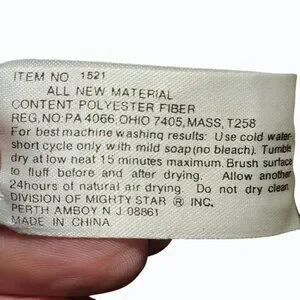 ITEM NO 1521
ALL NEW MATERIAL
CONTENT POLYESTER FIBER
REG, NO: PA 4066, OHIO 7405, MASS, T258
For best machine washing results: Use cold water-
short cycle only with mild soap (no bleach). Tumble
dry at low heat 15 minutes maximum. Brush surface
to fluff before and after drying. Allow another
24hours of natural air drying. Do not dry clean.
DIVISION OF MIGHTY STAR ® INC,
PERTH AMBOY N J 08861
MADE IN CHINA